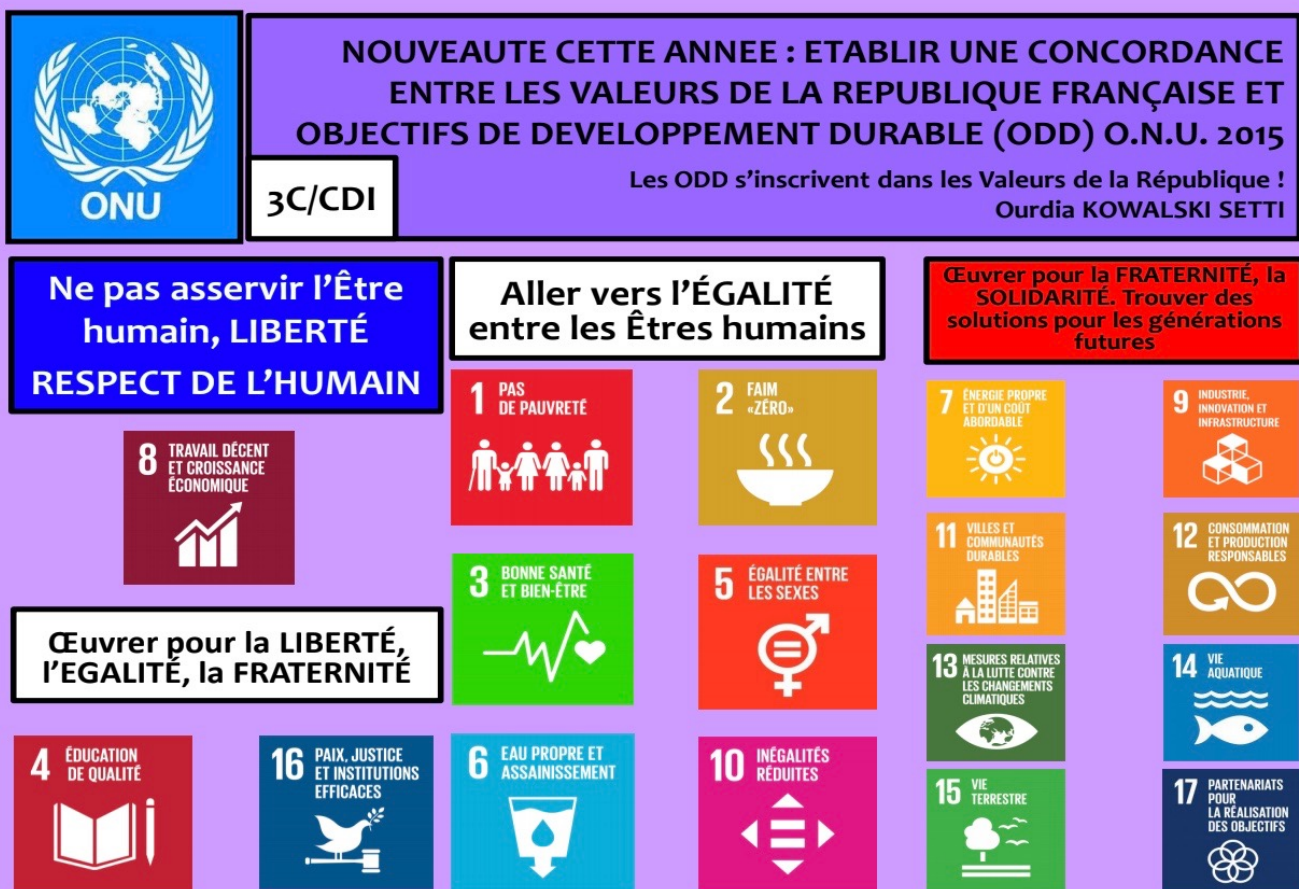 ONU
NOUVEAUTE CETTE ANNEE : ETABLIR UNE CONCORDANCE
ENTRE LES VALEURS DE LA REPUBLIQUE FRANÇAISE ET
OBJECTIFS DE DEVELOPPEMENT DURABLE (ODD) O.N.U. 2015
3C/CDI
Les ODD s'inscrivent dans les Valeurs de la République !
Ourdia KOWALSKI SETTI
Ne pas asservir l'Être
humain, LIBERTÉ
RESPECT DE L'HUMAIN
8 TRAVAIL DÉCENT
ET CROISSANCE
ÉCONOMIQUE
Œuvrer pour la LIBERTÉ,
l'EGALITÉ, la FRATERNITÉ
4 ÉDUCATION
DE QUALITÉ
16 PAIX, JUSTICE
ET INSTITUTIONS
EFFICACES
Aller vers l'ÉGALITÉ
entre les Êtres humains
1 PAS
DE PAUVRETÉ
2 FAIM
«ZÉRO»
3 BONNE SANTÉ
ET BIEN-ÊTRE
5 ÉGALITÉ ENTRE
LES SEXES
6 EAU PROPRE ET
ASSAINISSEMENT
10 INÉGALITÉS
RÉDUITES
Œuvrer pour la FRATERNITÉ, la
SOLIDARITÉ. Trouver des
solutions pour les générations
futures
7 ÉNERGIE PROPRE
ET D'UN COÛT
ABORDABLE
9 INDUSTRIE,
INNOVATION ET
INFRASTRUCTURE
11 VILLES ET
COMMUNAUTÉS
DURABLES
12 CONSOMMATION
ET PRODUCTION
RESPONSABLES
13 MESURES RELATIVES
À LA LUTTE CONTRE
LES CHANGEMENTS
CLIMATIQUES
14 VIE
AQUATIQUE
15 VIE
TERRESTRE
17 PARTENARIATS
POUR
LA RÉALISATION
DES OBJECTIFS